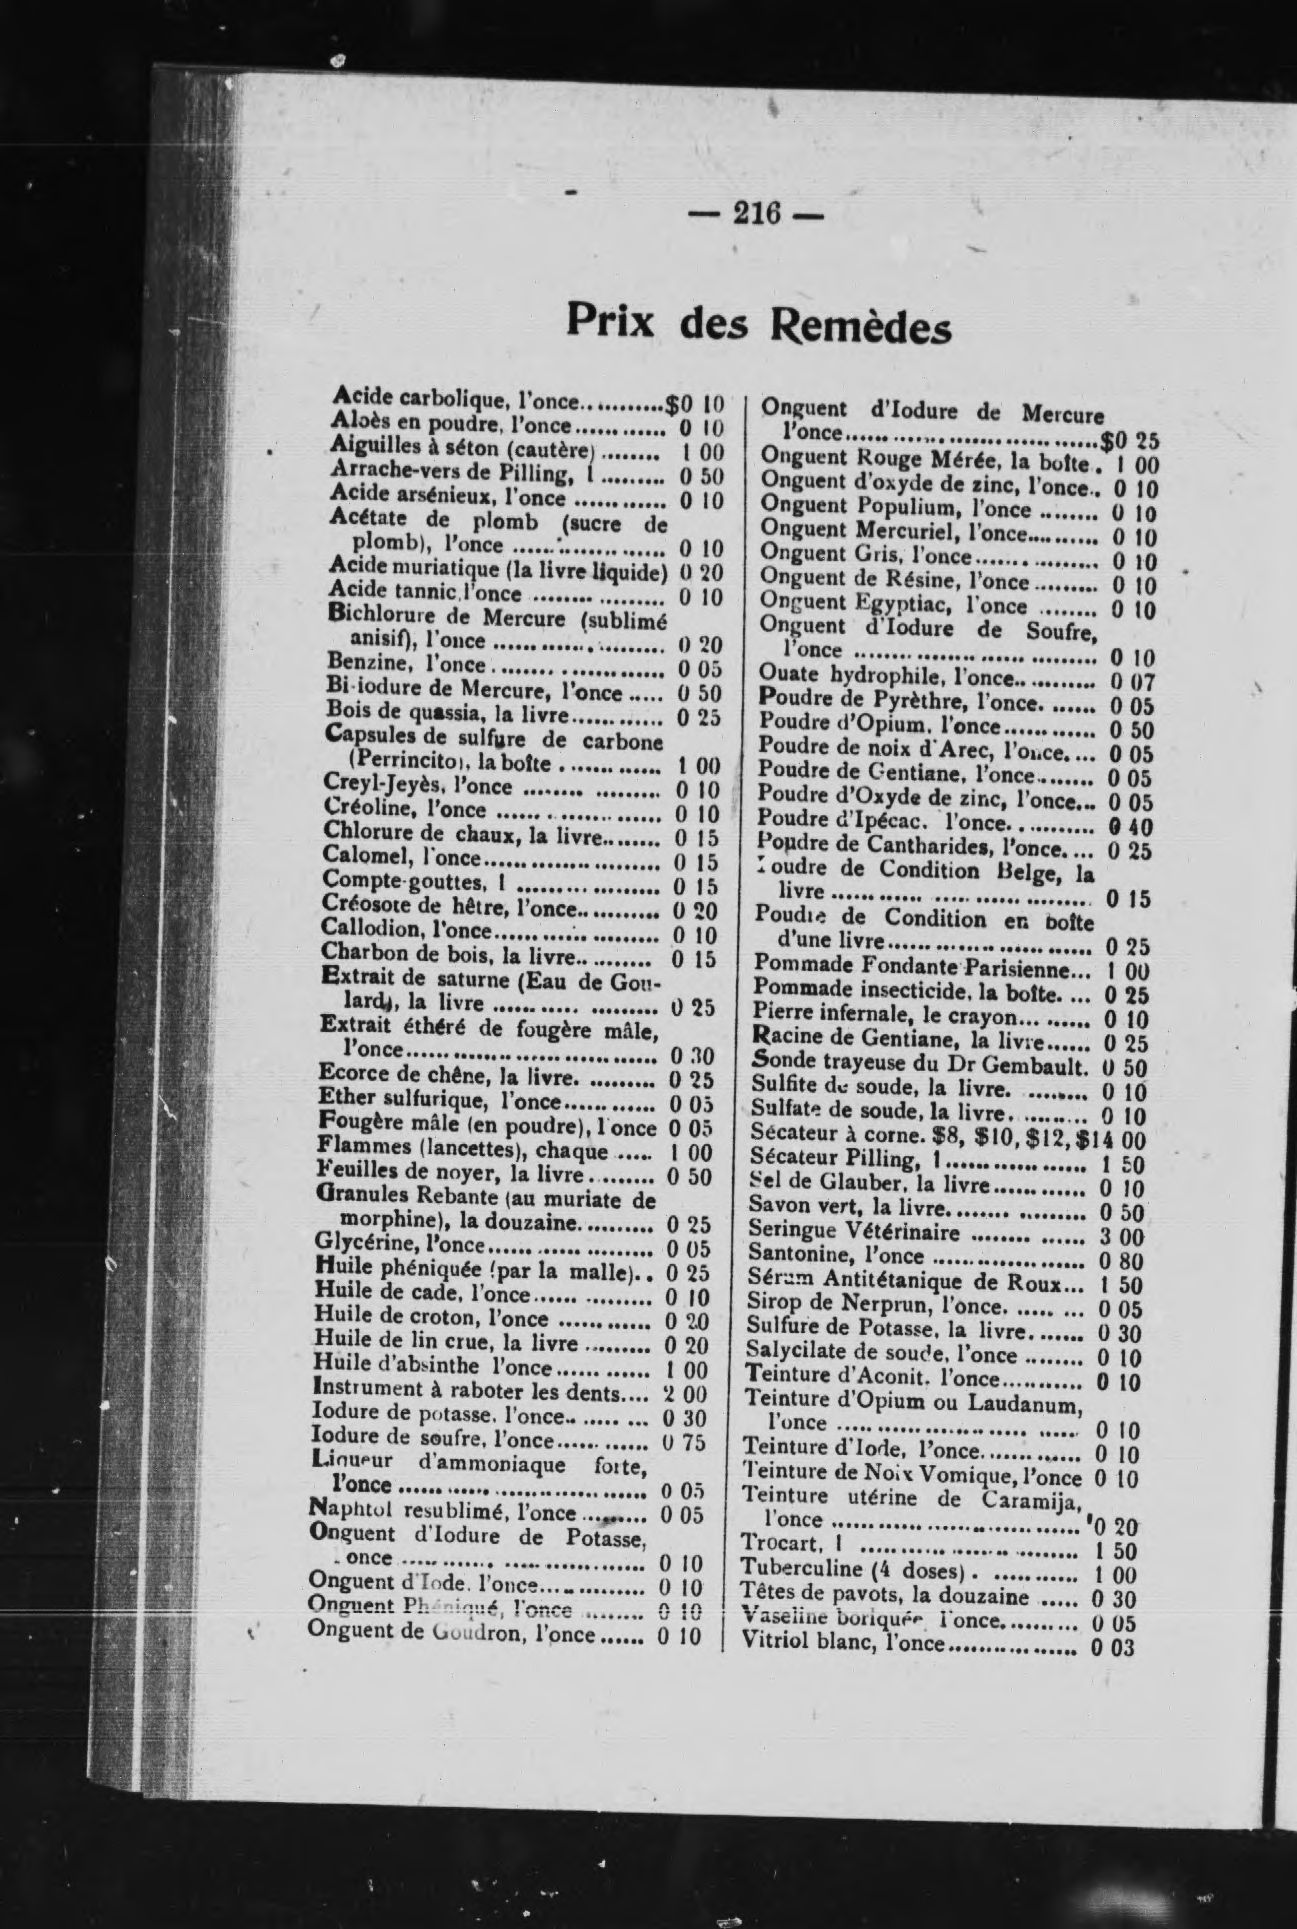 — 216 —
Prix des Remèdes
Acide carbolique, l'once............$0 10
Aloès en poudre, l'once............ 0 10
Aiguilles à séton (cautère) ........ 1 00
Arrache-vers de Pilling, 1 ......... 0 50
Acide arsénieux, l'once ............ 0 10
Acétate de plomb (sucre de
plomb), l'once .................. 0 10
Acide muriatique (la livre liquide) 0 20
Acide tannic, l'once ................. 0 10
Bichlorure de Mercure (sublimé
anisif), l'once .................... 0 20
Benzine, l'once ................... 0 05
Bi-iodure de Mercure, l'once ..... 0 50
Bois de quassia, la livre............ 0 25
Capsules de sulfure de carbone
(Perrincito), la boîte ............. 1 00
Creyl-Jeyès, l'once ................. 0 10
Créoline, l'once .................... 0 10
Chlorure de chaux, la livre........ 0 15
Calomel, l'once..................... 0 15
Compte-gouttes, 1 .................. 0 15
Créosote de hêtre, l'once........... 0 20
Callodion, l'once.................... 0 10
Charbon de bois, la livre.......... 0 15
Extrait de saturne (Eau de Gou-
lard), la livre .................... 0 25
Extrait éthéré de fougère mâle,
l'once.............................. 0 30
Ecorce de chêne, la livre. ......... 0 25
Ether sulfurique, l'once............ 0 05
Fougère mâle (en poudre), l'once 0 05
Flammes (lancettes), chaque ..... 1 00
Feuilles de noyer, la livre......... 0 50
Granules Rebante (au muriate de
morphine), la douzaine.......... 0 25
Glycérine, l'once..................... 0 05
Huile phéniquée (par la malle).. 0 25
Huile de cade, l'once............... 0 10
Huile de croton, l'once ............ 0 20
Huile de lin crue, la livre ......... 0 20
Huile d'absinthe l'once............ 1 00
Instrument à raboter les dents.... 2 00
Iodure de potasse, l'once.. ...... ... 0 30
Iodure de soufre, l'once............ 0 75
Liqueur d'ammoniaque forte,
l'once .............................. 0 05
Naphtol resublimé, l'once ......... 0 05
Onguent d'Iodure de Potasse,
once .............................. 0 10
Onguent d'Iode, l'once.............. 0 10
Onguent Phéniqué, l'once ........ 0 10
Onguent de Goudron, l'once...... 0 10
Onguent d'Iodure de Mercure
l'once..............................$0 25
Onguent Rouge Mérée, la boîte. 1 00
Onguent d'oxyde de zinc, l'once.. 0 10
Onguent Populium, l'once ........ 0 10
Onguent Mercuriel, l'once.......... 0 10
Onguent Gris, l'once................. 0 10
Onguent de Résine, l'once ......... 0 10
Onguent Egyptiac, l'once ........ 0 10
Onguent d'Iodure de Soufre,
l'once .............................. 0 10
Ouate hydrophile, l'once........... 0 07
Poudre de Pyrèthre, l'once. ...... 0 05
Poudre d'Opium, l'once............ 0 50
Poudre de noix d'Arec, l'once.... 0 05
Poudre de Gentiane, l'once........ 0 05
Poudre d'Oxyde de zinc, l'once... 0 05
Poudre d'Ipécac. l'once. .......... 0 40
Poudre de Cantharides, l'once.... 0 25
Poudre de Condition Belge, la
livre .............................. 0 15
Poudre de Condition en boîte
d'une livre........................ 0 25
Pommade Fondante Parisienne... 1 00
Pommade insecticide, la boîte. ... 0 25
Pierre infernale, le crayon......... 0 10
Racine de Gentiane, la livre...... 0 25
Sonde trayeuse du Dr Gembault. 0 50
Sulfite de soude, la livre. ......... 0 10
Sulfate de soude, la livre. ......... 0 10
Sécateur à corne. $8, $10, $12, $14 00
Sécateur Pilling, 1.................. 1 50
Sel de Glauber, la livre............ 0 10
Savon vert, la livre................. 0 50
Seringue Vétérinaire .............. 3 00
Santonine, l'once .................. 0 80
Sérum Antitétanique de Roux... 1 50
Sirop de Nerprun, l'once. ..... ... 0 05
Sulfure de Potasse, la livre....... 0 30
Salycilate de soude, l'once ........ 0 10
Teinture d'Aconit, l'once........... 0 10
Teinture d'Opium ou Laudanum,
l'once .............................. 0 10
Teinture d'Iode, l'once............. 0 10
Teinture de Noix Vomique, l'once 0 10
Teinture utérine de Caramija,
l'once .............................. 0 20
Trocart, 1 .......................... 1 50
Tuberculine (4 doses) . ............ 1 00
Têtes de pavots, la douzaine ..... 0 30
Vaseline boriquée l'once.......... 0 05
Vitriol blanc, l'once.................. 0 03